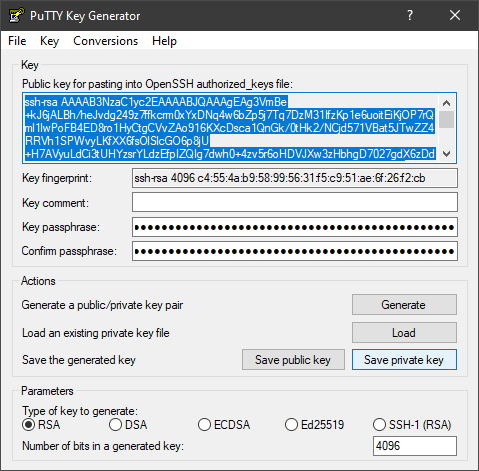 PuTTY Key Generator
File Key Conversions Help
Key
Public key for pasting into OpenSSH authorized_keys file:
ssh-rsa AAAAB3NzaC1yc2EAAAABJQAAAgEAg3VmBe
+kJ6jALBh/heJvdg249z7ffkcrm0xYxDNq4w6bZp5j7Tq7DzM31IfzKp1e6uoitEiKjOP7rQ
mI1lwPoFB4ED8ro1HyCtgCVvZAo916KXcDsca1QnGk/0tHk2/NCjd571VBat5JTwZZ4
RRVh1SPWvyLKfXX6fsOISIcGO6p8jU
+H7AVyuLdCi3tUHYzsrYLdzEfpIZQIg7dwh0+4zv5r6oHDVJXw3zHbhgD7027gdX6zDd
Key fingerprint: ssh-rsa 4096 c4:55:4a:b9:58:99:56:31:f5:c9:51:ae:6f:26:f2:cb
Key comment:
Key passphrase:
Confirm passphrase:
Actions
Generate a public/private key pair Generate
Load an existing private key file Load
Save the generated key Save public key Save private key
Parameters
Type of key to generate:
RSA DSA ECDSA Ed25519 SSH-1 (RSA)
Number of bits in a generated key: 4096